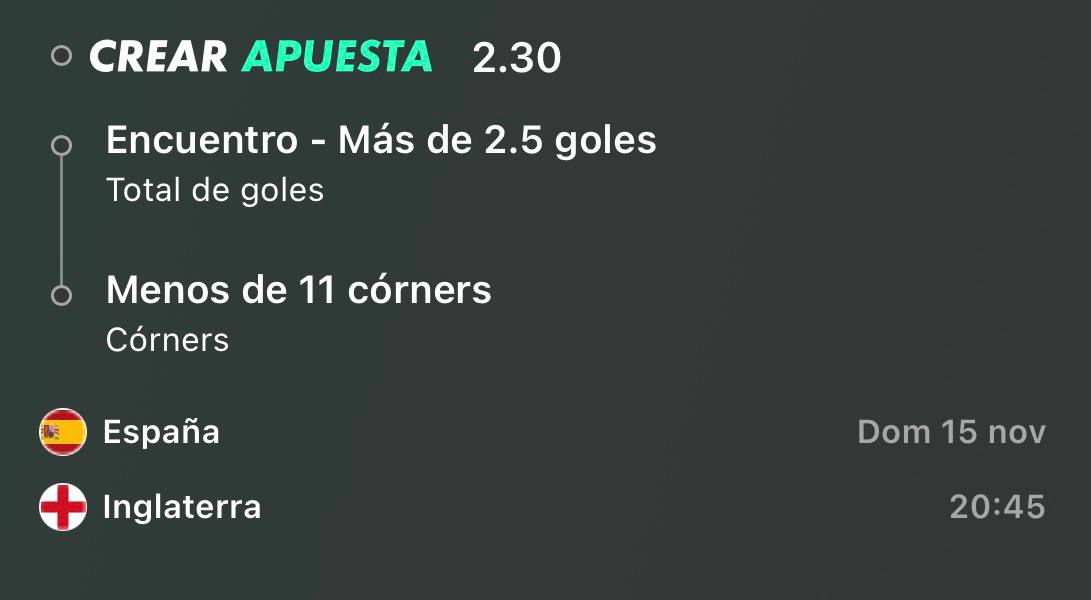 CREAR APUESTA 2.30
Encuentro - Más de 2.5 goles
Total de goles
Menos de 11 córners
Córners
España Dom 15 nov
Inglaterra 20:45